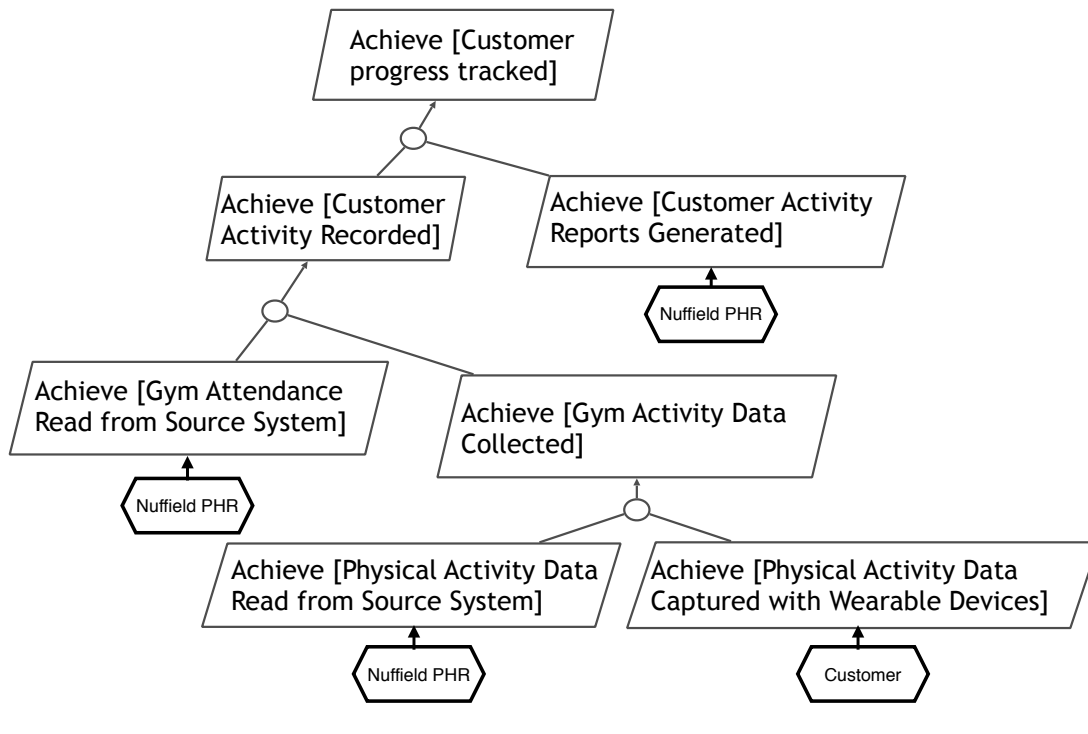 Achieve [Customer
progress tracked]
Achieve [Customer
Activity Recorded]
Achieve [Customer Activity
Reports Generated]
Nuffield PHR
Achieve [Gym Attendance
Read from Source System]
Achieve [Gym Activity Data
Collected]
Nuffield PHR
Achieve [Physical Activity Data
Read from Source System]
Achieve [Physical Activity Data
Captured with Wearable Devices]
Nuffield PHR
Customer